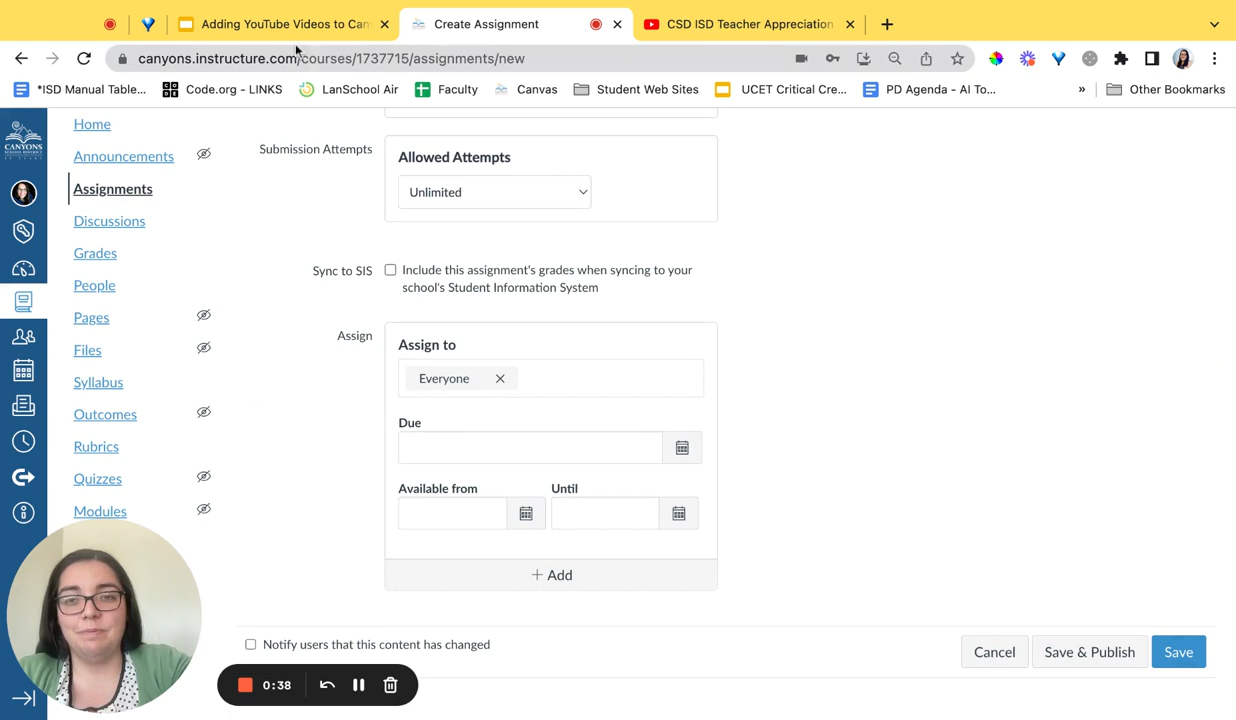 Adding YouTube Videos to Can
Create Assignment
CSD ISD Teacher Appreciation
canyons.instructure.com/courses/1737715/assignments/new
*ISD Manual Table...
Code.org - LINKS
LanSchool Air
Faculty
Canvas
Student Web Sites
UCET Critical Cre...
PD Agenda - AI To...
»
Other Bookmarks
CANYONS
Home
Announcements
Assignments
Discussions
Grades
People
Pages
Files
Syllabus
Outcomes
Rubrics
Quizzes
Modules
Submission Attempts
Allowed Attempts
Unlimited
Sync to SIS
Include this assignment's grades when syncing to your
school's Student Information System
Assign
Assign to
Everyone
Due
Available from
Until
+ Add
Notify users that this content has changed
Cancel
Save & Publish
Save
0:38